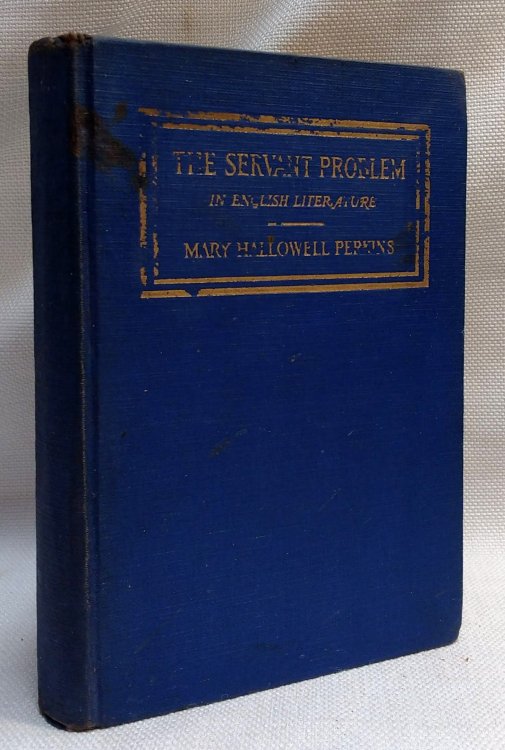 THE SERVANT PROBLEM
IN ENGLISH LITERATURE
MARY HALLOWELL PERKINS